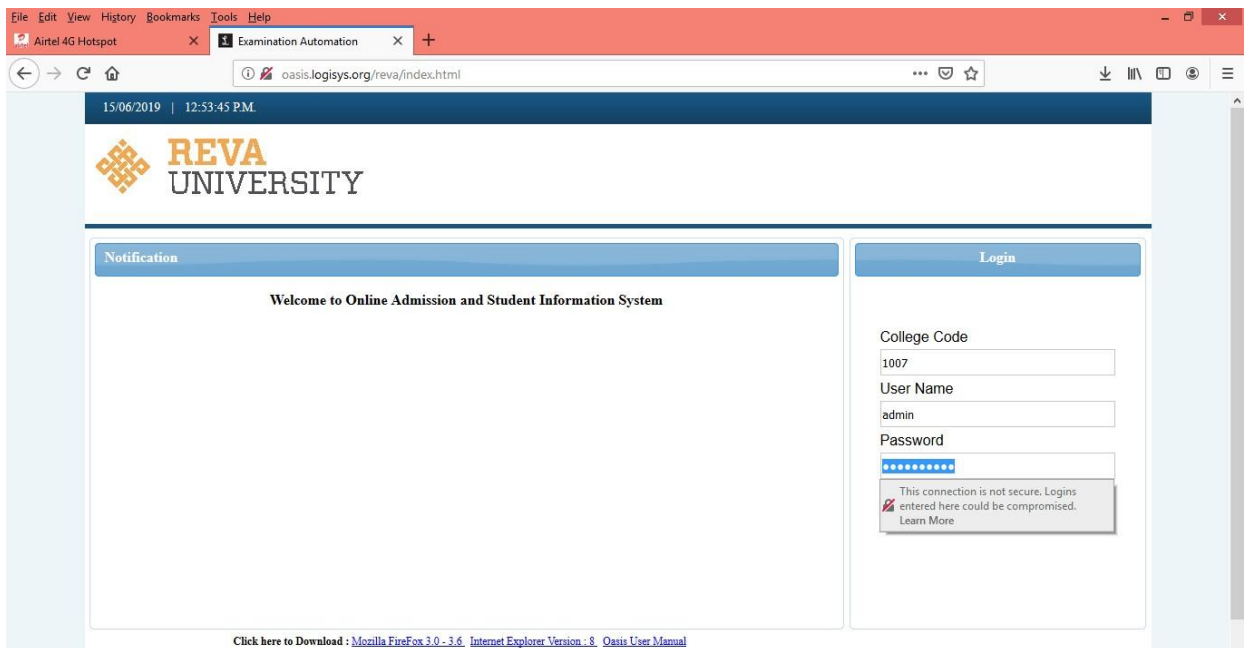 File Edit View History Bookmarks Tools Help
Airtel 4G Hotspot
Examination Automation
oasis.logisys.org/reva/index.html
15/06/2019 | 12:53:45 P.M.
REVA
UNIVERSITY
Notification
Welcome to Online Admission and Student Information System
Login
College Code
1007
User Name
admin
Password
••••••••••
This connection is not secure. Logins
entered here could be compromised.
Learn More
Click here to Download : Mozilla FireFox 3.0 - 3.6 Internet Explorer Version : 8 Oasis User Manual